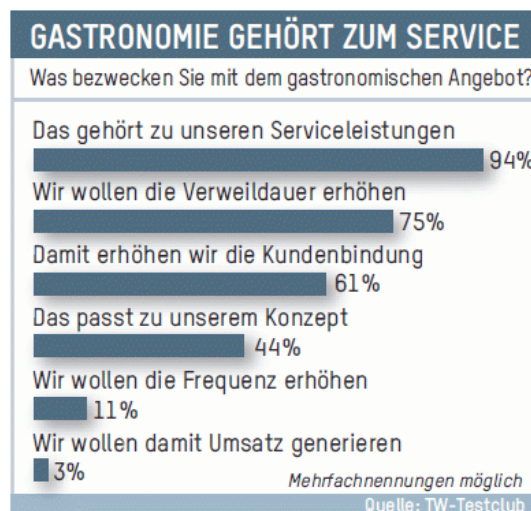 GASTRONOMIE GEHÖRT ZUM SERVICE
Was bezwecken Sie mit dem gastronomischen Angebot?
Das gehört zu unseren Serviceleistungen
94%
Wir wollen die Verweildauer erhöhen
75%
Damit erhöhen wir die Kundenbindung
61%
Das passt zu unserem Konzept
44%
Wir wollen die Frequenz erhöhen
11%
Wir wollen damit Umsatz generieren
3%
Mehrfachnennungen möglich
Quelle: TW-Testclub